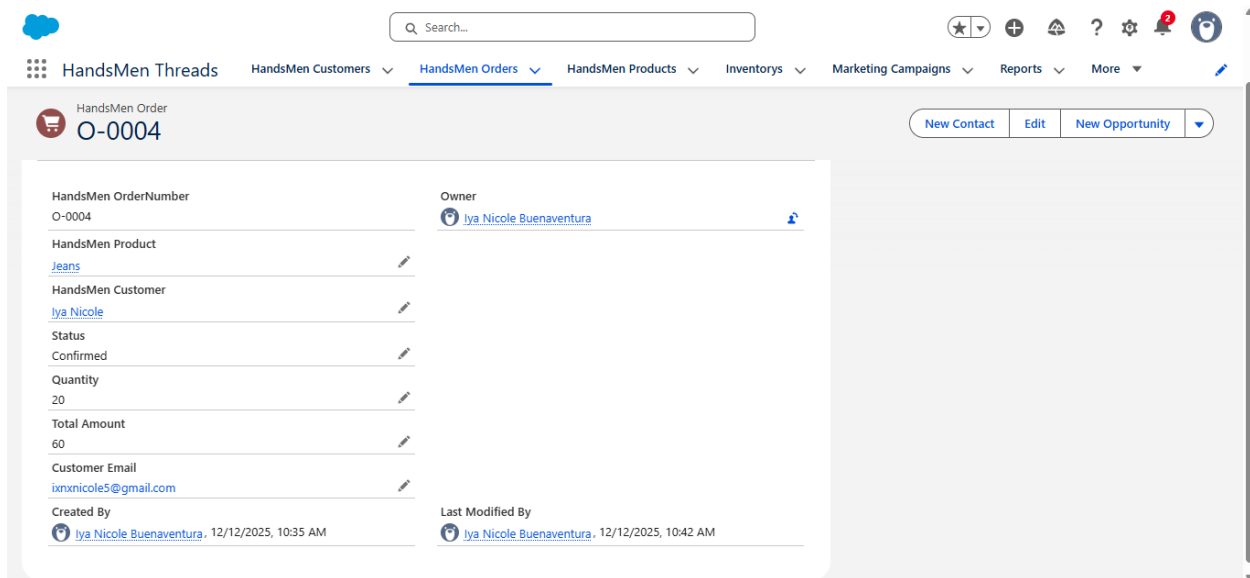 Search...
2
HandsMen Threads HandsMen Customers HandsMen Orders HandsMen Products Inventorys Marketing Campaigns Reports More
HandsMen Order
O-0004
New Contact Edit New Opportunity
HandsMen OrderNumber
O-0004
Owner
Iya Nicole Buenaventura
HandsMen Product
Jeans
HandsMen Customer
Iya Nicole
Status
Confirmed
Quantity
20
Total Amount
60
Customer Email
ixnxnicole5@gmail.com
Created By
Iya Nicole Buenaventura, 12/12/2025, 10:35 AM
Last Modified By
Iya Nicole Buenaventura, 12/12/2025, 10:42 AM